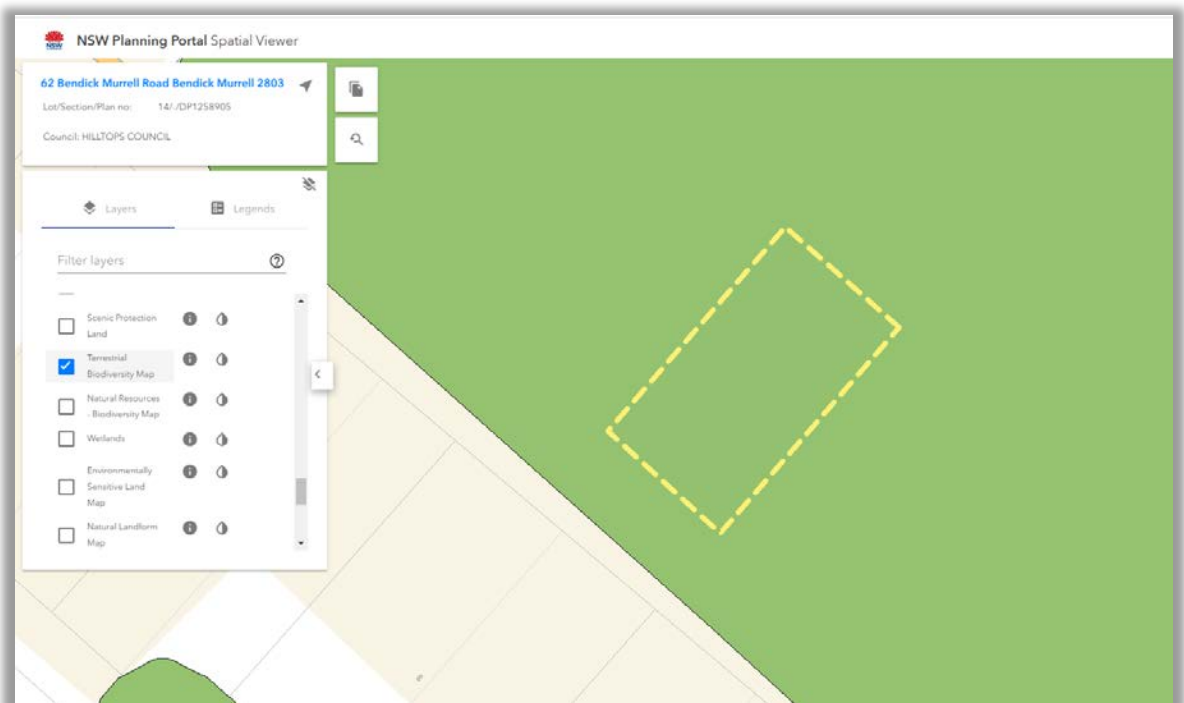 NSW
NSW Planning Portal Spatial Viewer
62 Bendick Murrell Road Bendick Murrell 2803
Lot/Section/Plan no: 14/-/DP1258905
Council: HILLTOPS COUNCIL
Layers
Legends
Filter layers
Scenic Protection
Land
Terrestrial
Biodiversity Map
Natural Resources
- Biodiversity Map
Wetlands
Environmentally
Sensitive Land
Map
Natural Landform
Map